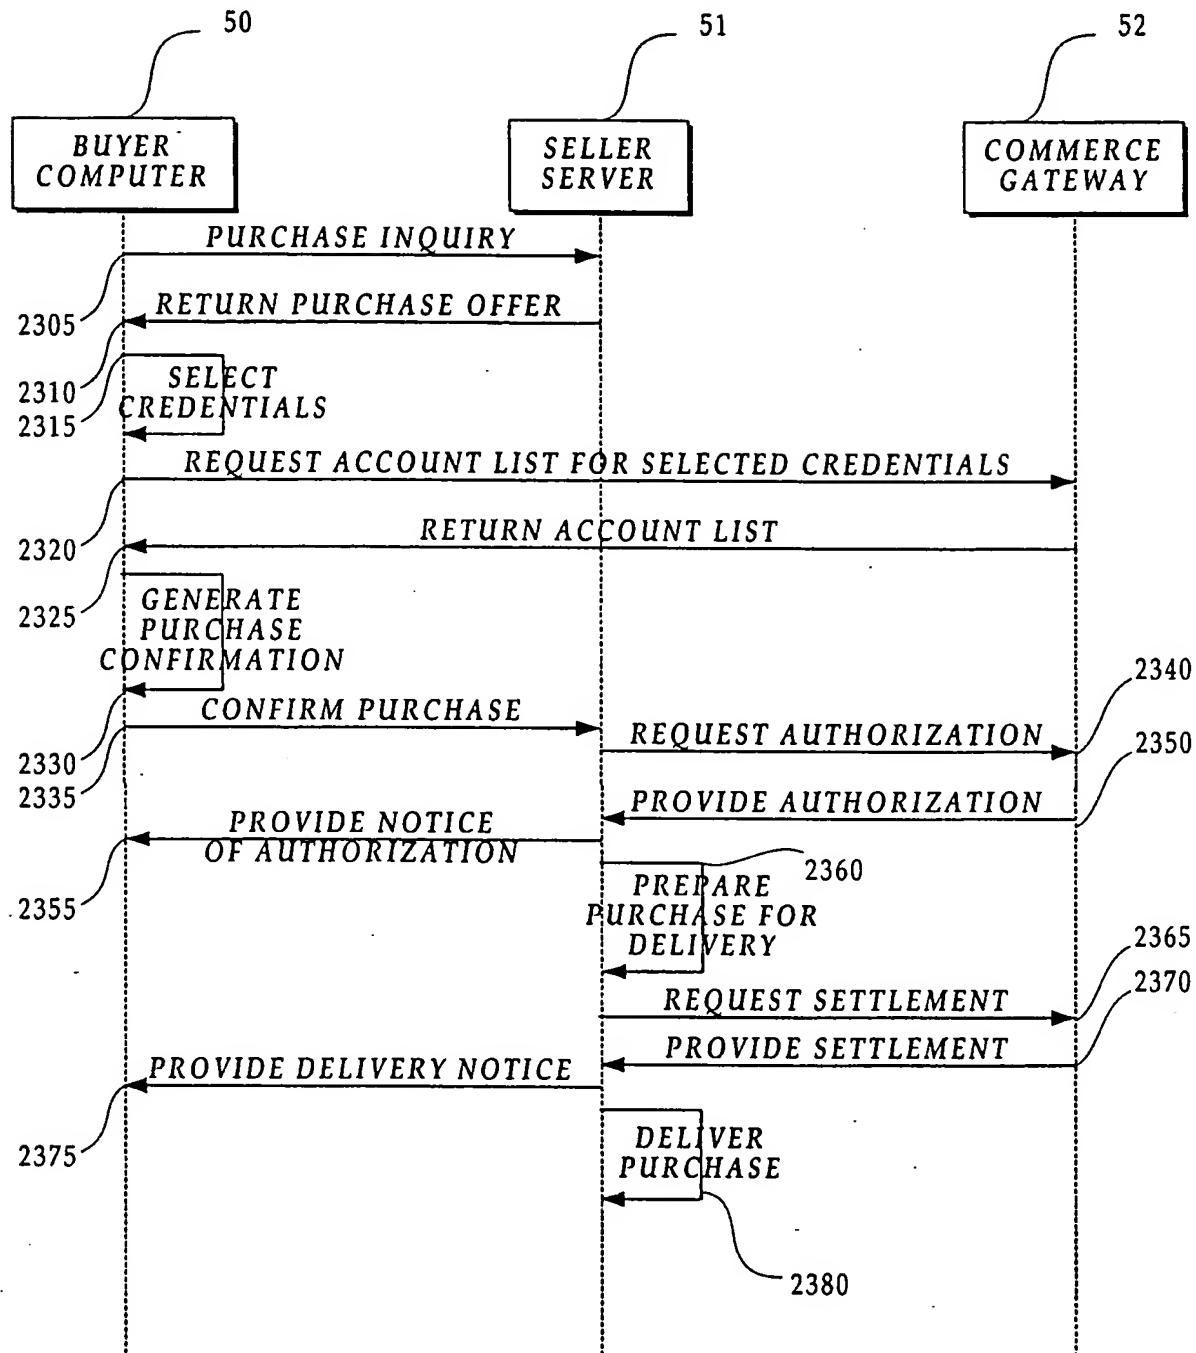 50
51
52
BUYER
COMPUTER
SELLER
SERVER
COMMERCE
GATEWAY
PURCHASE INQUIRY
2305
RETURN PURCHASE OFFER
2310
SELECT
CREDENTIALS
2315
REQUEST ACCOUNT LIST FOR SELECTED CREDENTIALS
2320
RETURN ACCOUNT LIST
2325
GENERATE
PURCHASE
CONFIRMATION
2330
CONFIRM PURCHASE
2335
REQUEST AUTHORIZATION
2340
PROVIDE AUTHORIZATION
2350
PROVIDE NOTICE
OF AUTHORIZATION
2355
2360
PREPARE
PURCHASE FOR
DELIVERY
REQUEST SETTLEMENT
2365
PROVIDE SETTLEMENT
2370
PROVIDE DELIVERY NOTICE
2375
DELIVER
PURCHASE
2380